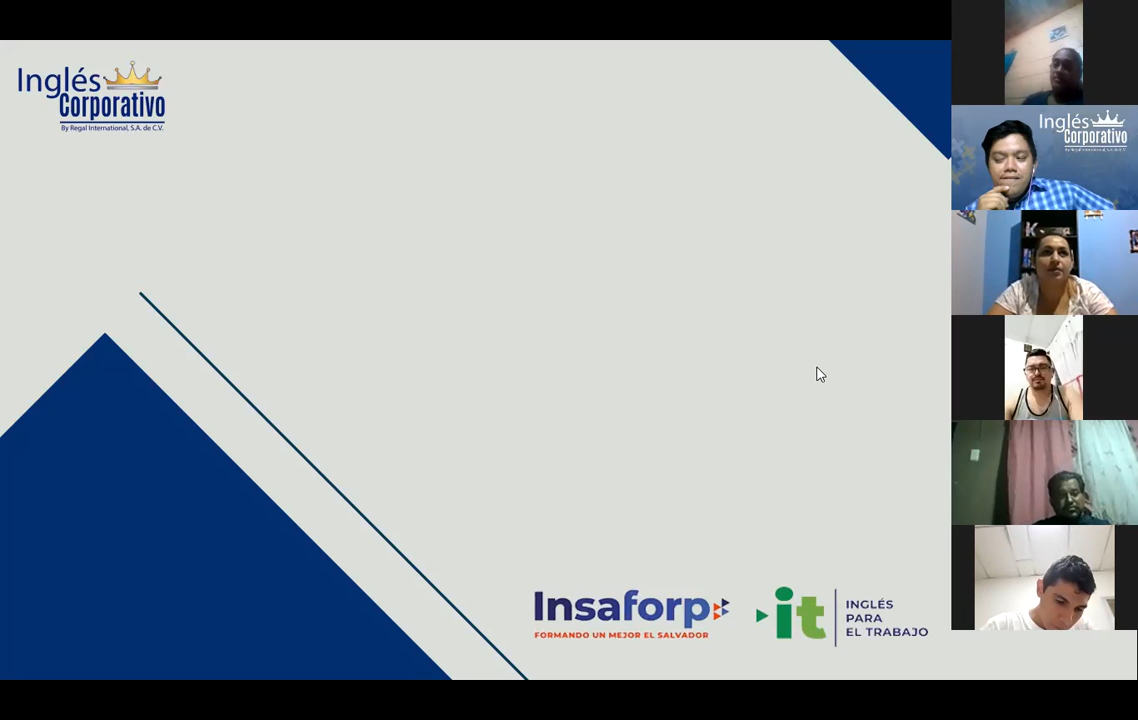 Inglés
Corporativo
By Regal International, S.A. de C.V.
Inglés
Corporativo
K
Insaforp
FORMANDO UN MEJOR EL SALVADOR
it
INGLÉS
PARA
EL TRABAJO